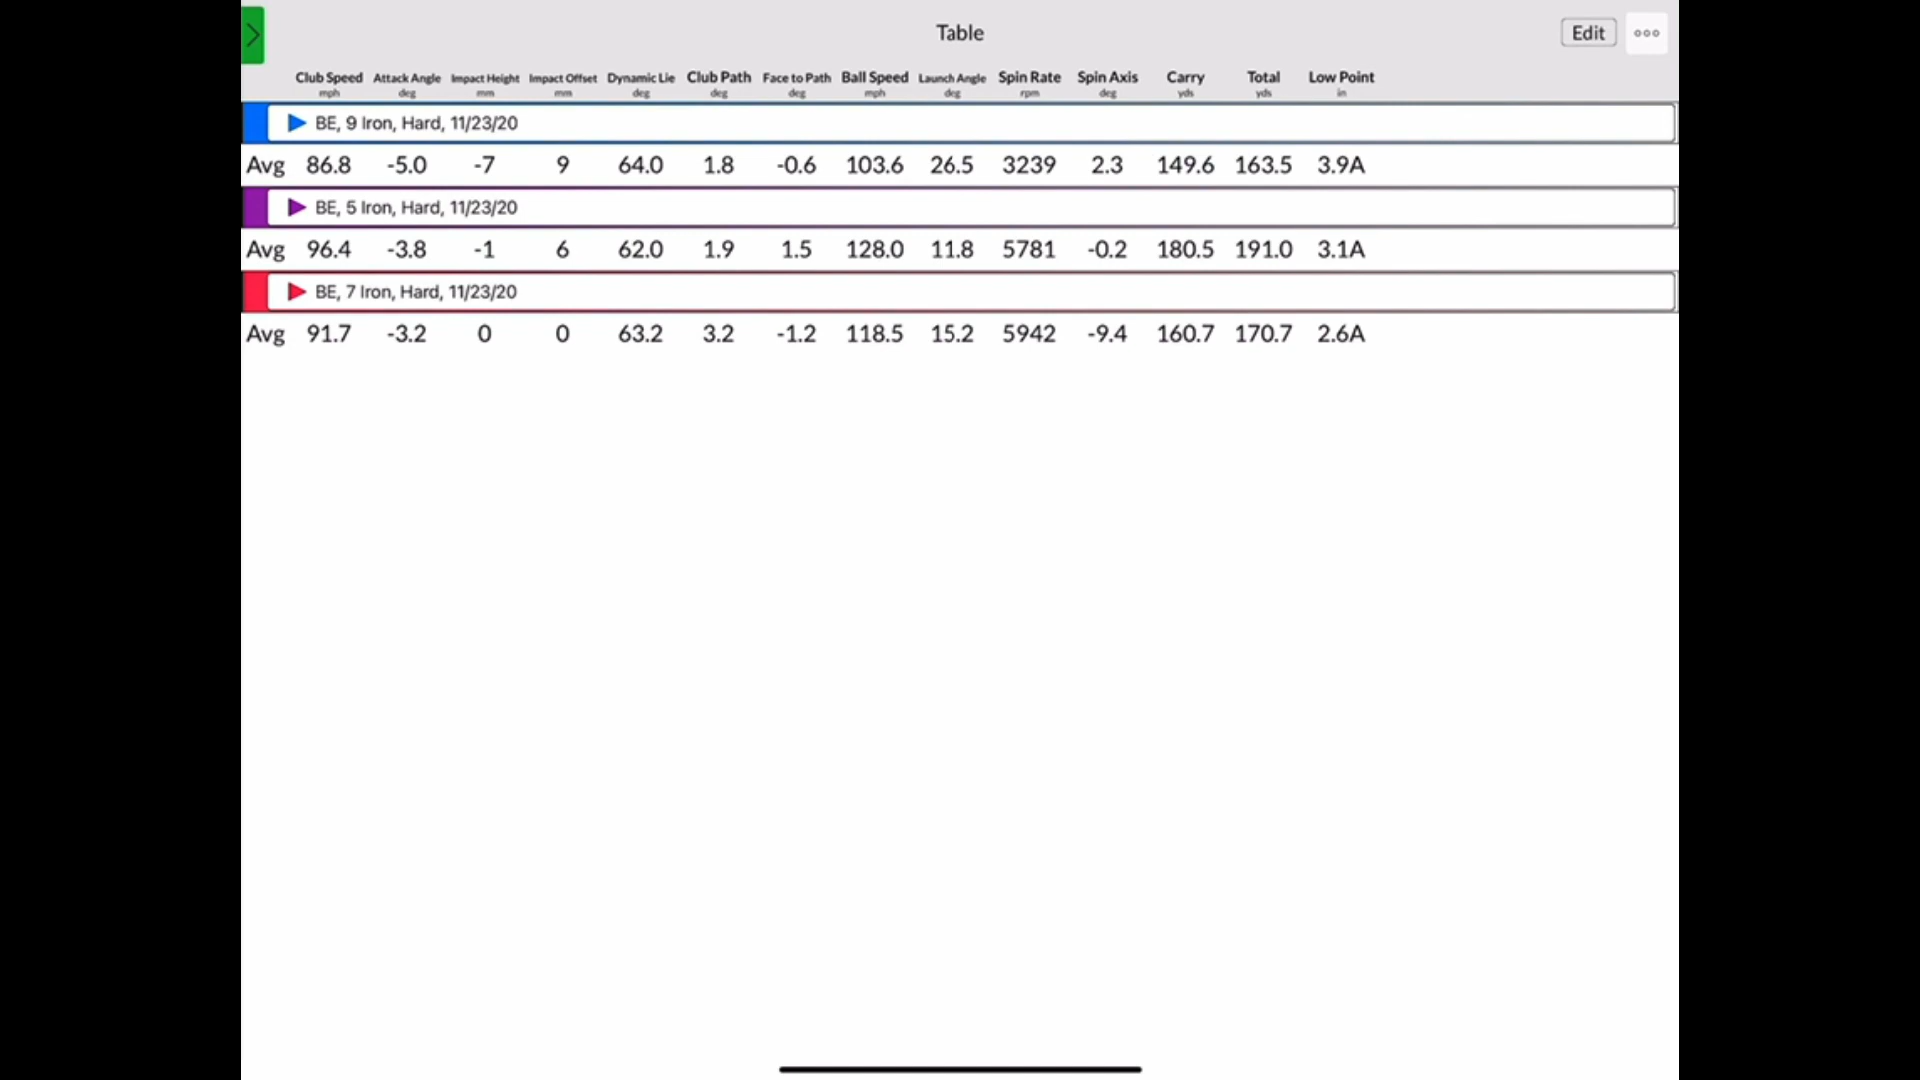 Table
Edit
Club Speed Attack Angle Impact Height Impact Offset Dynamic Lie Club Path Face to Path Ball Speed Launch Angle Spin Rate Spin Axis Carry Total Low Point
mph deg mm mm deg deg deg mph deg rpm deg yds yds in
BE, 9 Iron, Hard, 11/23/20
Avg 86.8 -5.0 -7 9 64.0 1.8 -0.6 103.6 26.5 3239 2.3 149.6 163.5 3.9A
BE, 5 Iron, Hard, 11/23/20
Avg 96.4 -3.8 -1 6 62.0 1.9 1.5 128.0 11.8 5781 -0.2 180.5 191.0 3.1A
BE, 7 Iron, Hard, 11/23/20
Avg 91.7 -3.2 0 0 63.2 3.2 -1.2 118.5 15.2 5942 -9.4 160.7 170.7 2.6A